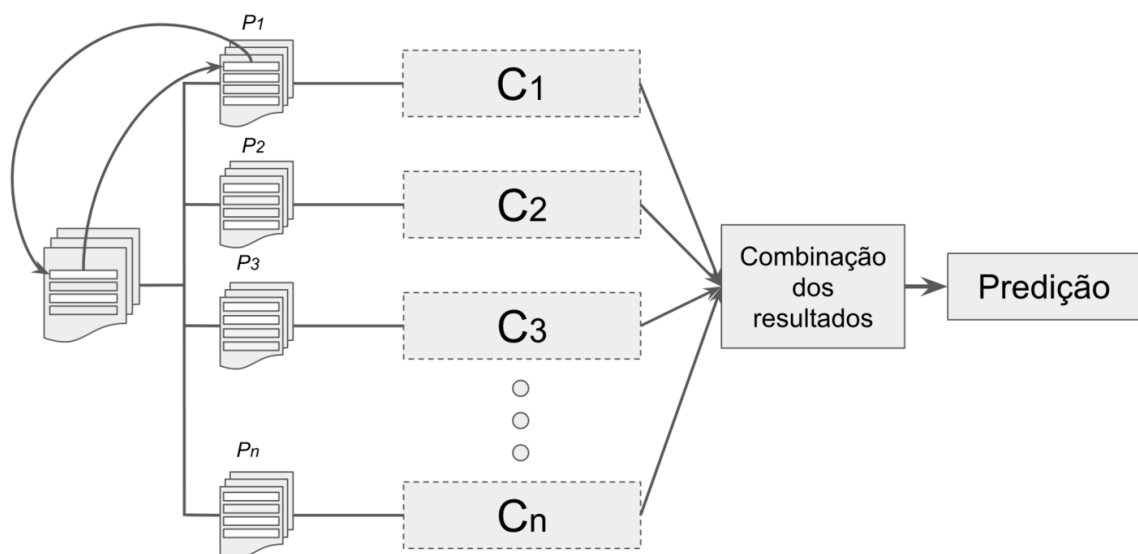 P1
C1
P2
C2
P3
C3
Combinação
dos
resultados
Predição
Pn
Cn